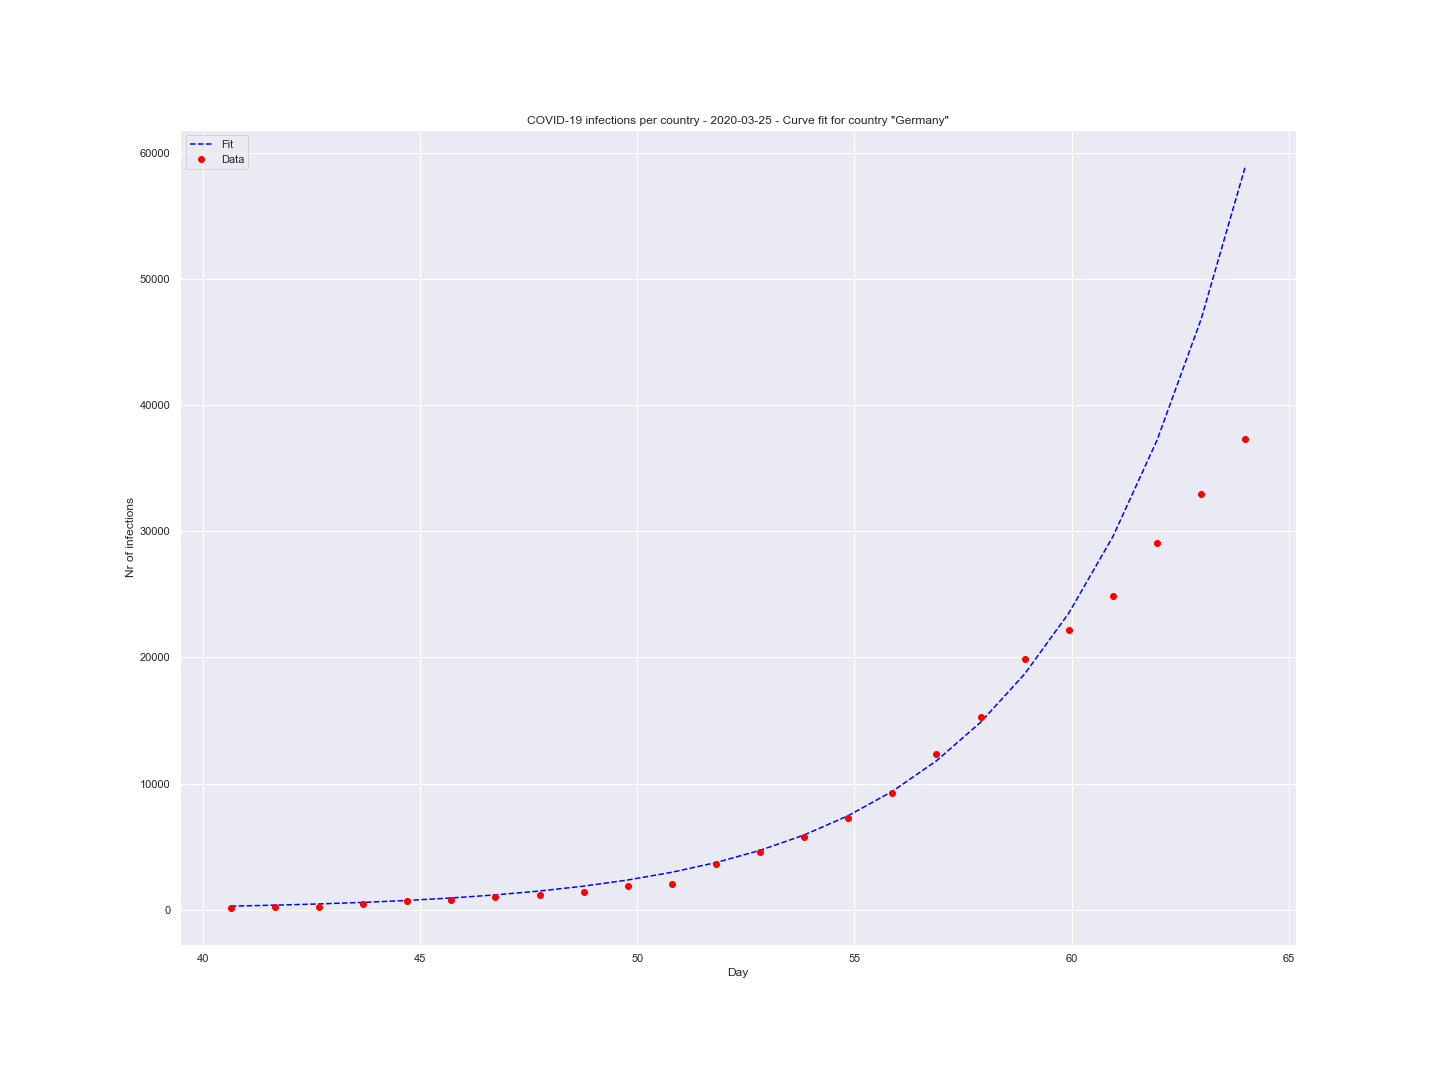 COVID-19 infections per country - 2020-03-25 - Curve fit for country "Germany"
Fit
Data
60000
50000
40000
30000
20000
10000
0
Nr of infections
40 45 50 55 60 65
Day